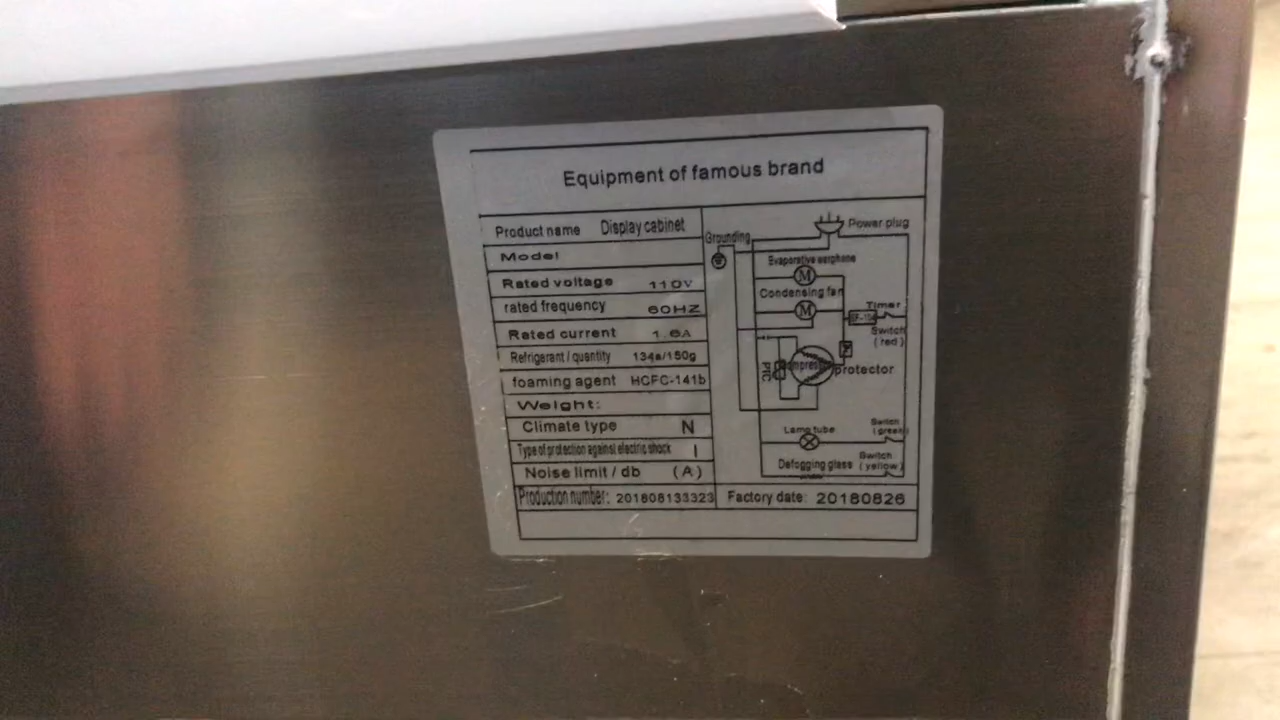 Equipment of famous brand
Product name Display cabinet
Model
Rated voltage 110V
rated frequency 60HZ
Rated current 1.6A
Refrigerant / quantity 134a/150g
foaming agent HCFC-141b
Weight:
Climate type N
Type of protection against electric shock I
Noise limit / db (A)
Production number: 201808133323
Factory date: 20180826
Power plug
Grounding
Evaporative earphone
M
Condensing fan
M
Timer
EF-104
Switch
(red)
PTC
protector
Lamp tube
Switch
(green)
Defogging glass
Switch
(yellow)